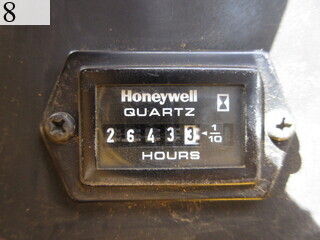 8
Honeywell
QUARTZ
2 6 4 3 3 ◄ 1/10
HOURS